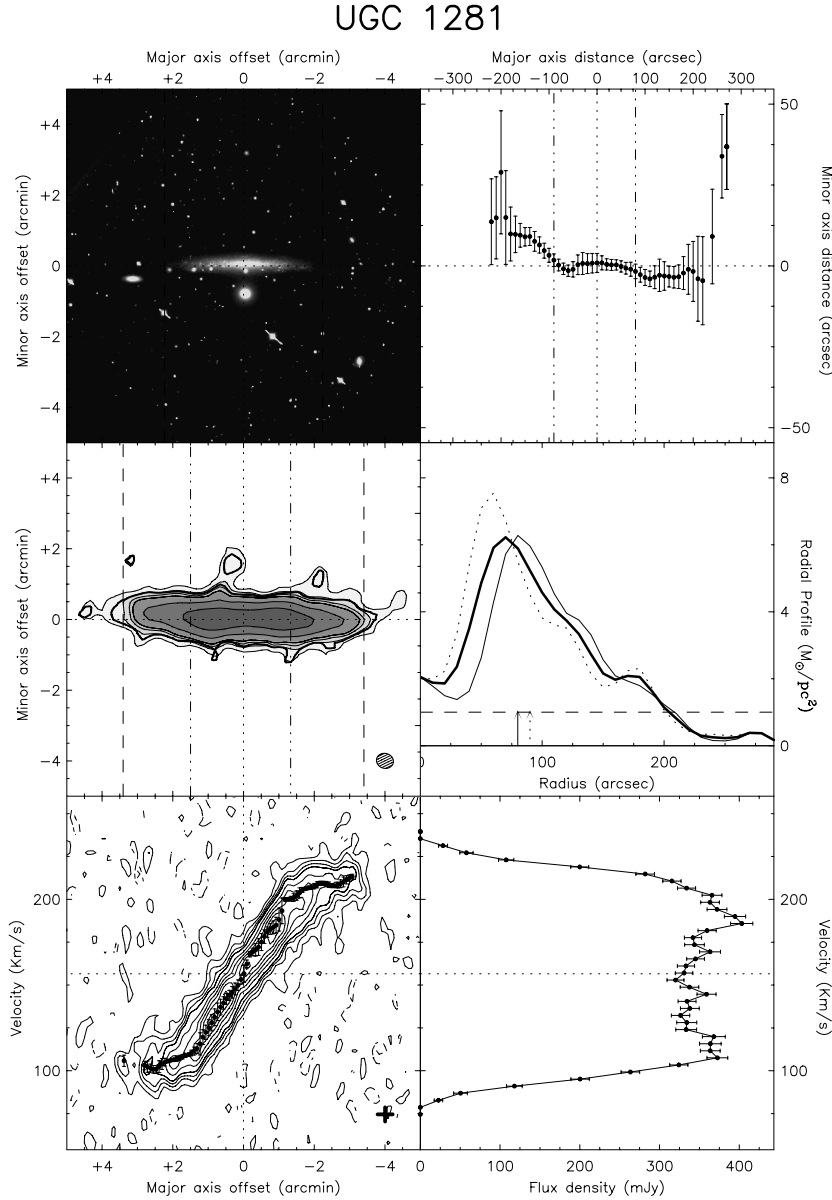 UGC 1281
Major axis offset (arcmin)
Major axis distance (arcsec)
+4 +2 0 -2 -4
-300 -200 -100 0 100 200 300
+4
+2
0
-2
-4
Minor axis offset (arcmin)
50
0
-50
Minor axis distance (arcsec)
+4
+2
0
-2
-4
Minor axis offset (arcmin)
8
4
0
Radial Profile (M⊙/pc²)
0 100 200
Radius (arcsec)
200
100
Velocity (Km/s)
200
100
Velocity (Km/s)
+4 +2 0 -2 -4
0 100 200 300 400
Major axis offset (arcmin)
Flux density (mJy)